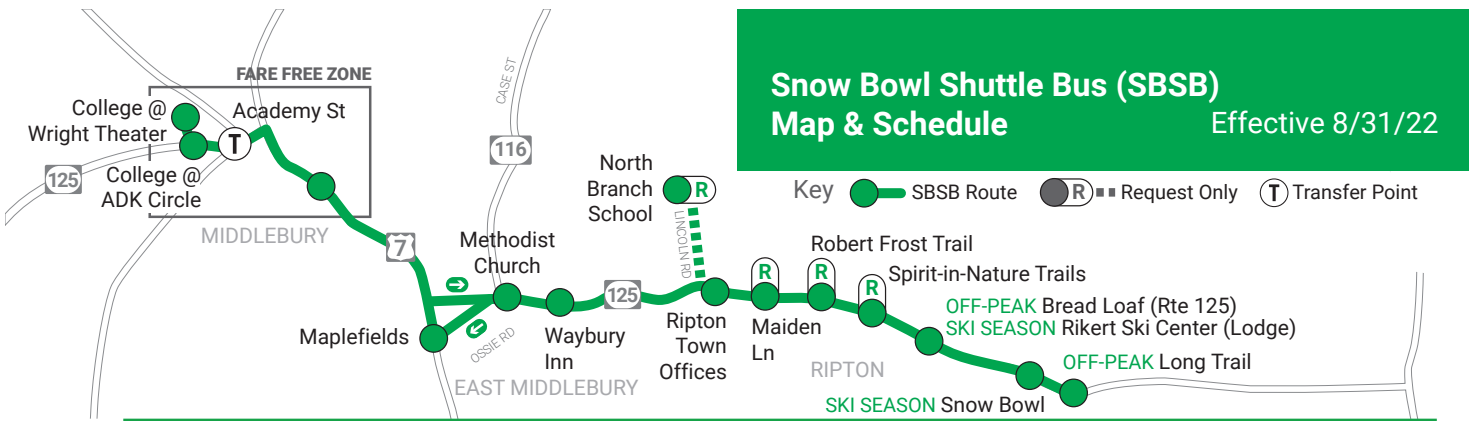 Snow Bowl Shuttle Bus (SBSB)
Map & Schedule
Effective 8/31/22
Key
SBSB Route
R
Request Only
T
Transfer Point
FARE FREE ZONE
College @
Wright Theater
Academy St
T
College @
ADK Circle
125
MIDDLEBURY
7
CASE ST
116
Methodist
Church
Maplefields
OSSIE RD
Waybury
Inn
EAST MIDDLEBURY
125
North
Branch
School
R
LINCOLN RD
Ripton
Town
Offices
R
Maiden
Ln
R
Robert Frost Trail
R
Spirit-in-Nature Trails
OFF-PEAK Bread Loaf (Rte 125)
SKI SEASON Rikert Ski Center (Lodge)
RIPTON
OFF-PEAK Long Trail
SKI SEASON Snow Bowl